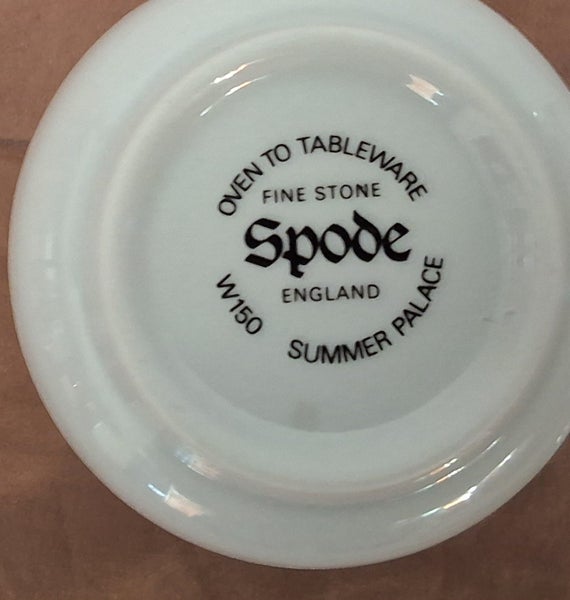 OVEN TO TABLEWARE
FINE STONE
Spode
ENGLAND
W150
SUMMER PALACE